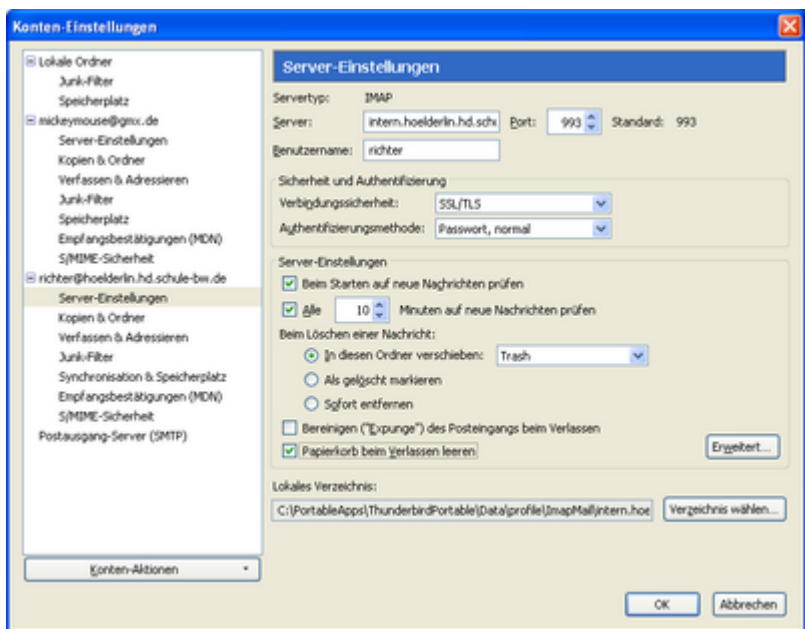 Konten-Einstellungen
Lokale Ordner
Junk-Filter
Speicherplatz
mickeymouse@gmx.de
Server-Einstellungen
Kopien & Ordner
Verfassen & Adressieren
Junk-Filter
Speicherplatz
Empfangsbestätigungen (MDN)
S/MIME-Sicherheit
richter@hoelderlin.hd.schule-bw.de
Server-Einstellungen
Kopien & Ordner
Verfassen & Adressieren
Junk-Filter
Synchronisation & Speicherplatz
Empfangsbestätigungen (MDN)
S/MIME-Sicherheit
Postausgang-Server (SMTP)
Konten-Aktionen
Server-Einstellungen
Servertyp: IMAP
Server: intern.hoelderlin.hd.schu Port: 993 Standard: 993
Benutzername: richter
Sicherheit und Authentifizierung
Verbindungssicherheit: SSL/TLS
Authentifizierungsmethode: Passwort, normal
Server-Einstellungen
Beim Starten auf neue Nachrichten prüfen
Alle 10 Minuten auf neue Nachrichten prüfen
Beim Löschen einer Nachricht:
In diesen Ordner verschieben: Trash
Als gelöscht markieren
Sofort entfernen
Bereinigen ("Expunge") des Posteingangs beim Verlassen
Papierkorb beim Verlassen leeren
Erweitert...
Lokales Verzeichnis:
C:\PortableApps\ThunderbirdPortable\Data\profile\ImapMail\intern.hoe Verzeichnis wählen...
OK Abbrechen